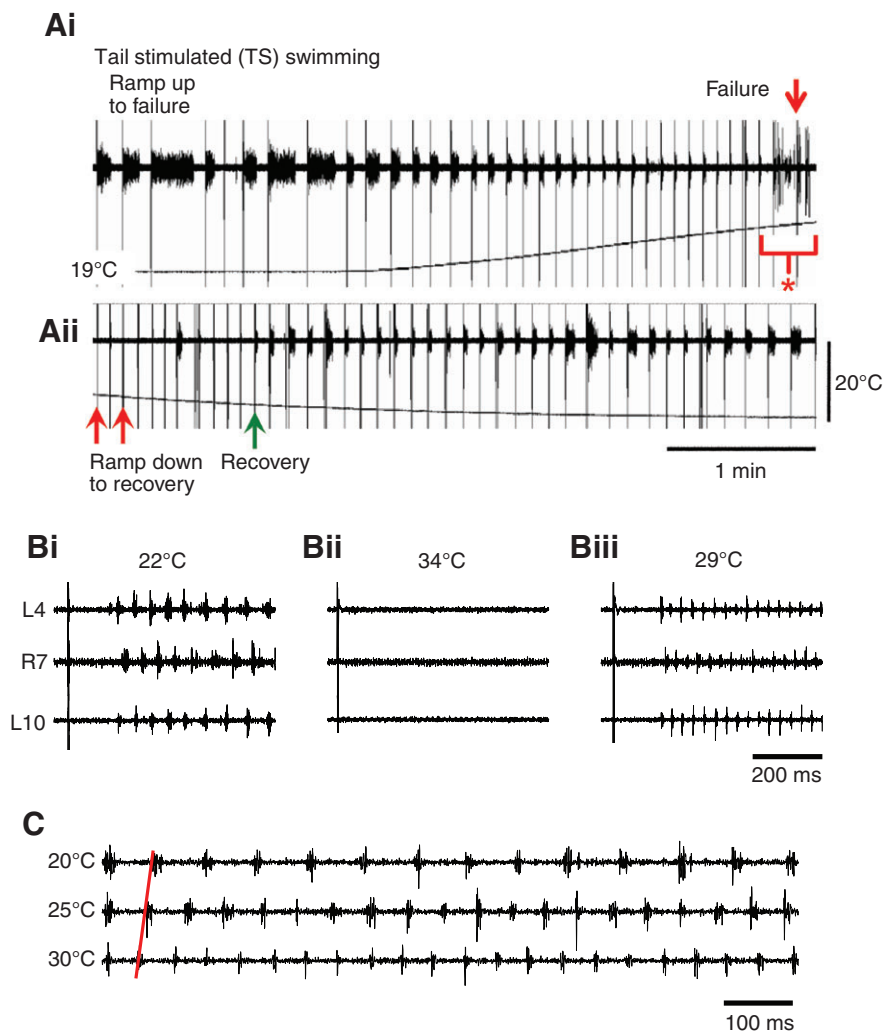 Ai
Tail stimulated (TS) swimming
Ramp up
to failure
Failure
19°C
*
Aii
20°C
Ramp down
to recovery
Recovery
1 min
Bi
22°C
Bii
34°C
Biii
29°C
L4
R7
L10
200 ms
C
20°C
25°C
30°C
100 ms